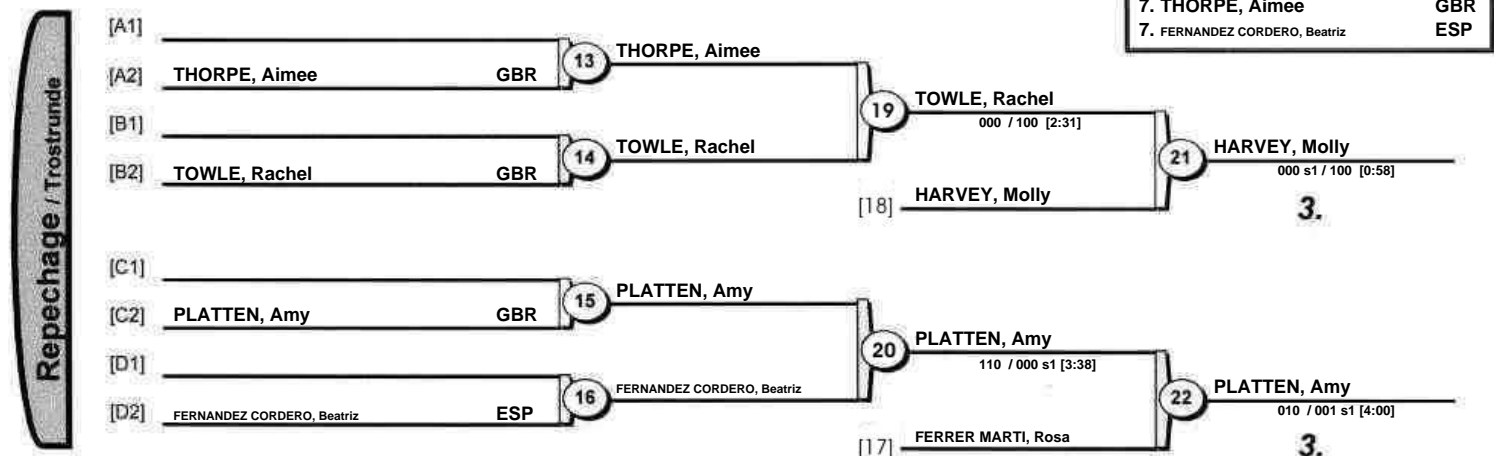 7. THORPE, Aimee GBR
7. FERNANDEZ CORDERO, Beatriz ESP
Repechage / Trostrunde
[A1]
[A2] THORPE, Aimee GBR
13 THORPE, Aimee
[B1]
[B2] TOWLE, Rachel GBR
14 TOWLE, Rachel
19 TOWLE, Rachel
000 / 100 [2:31]
[18] HARVEY, Molly
21 HARVEY, Molly
000 s1 / 100 [0:58]
3.
[C1]
[C2] PLATTEN, Amy GBR
15 PLATTEN, Amy
[D1]
[D2] FERNANDEZ CORDERO, Beatriz ESP
16 FERNANDEZ CORDERO, Beatriz
20 PLATTEN, Amy
110 / 000 s1 [3:38]
[17] FERRER MARTI, Rosa
22 PLATTEN, Amy
010 / 001 s1 [4:00]
3.